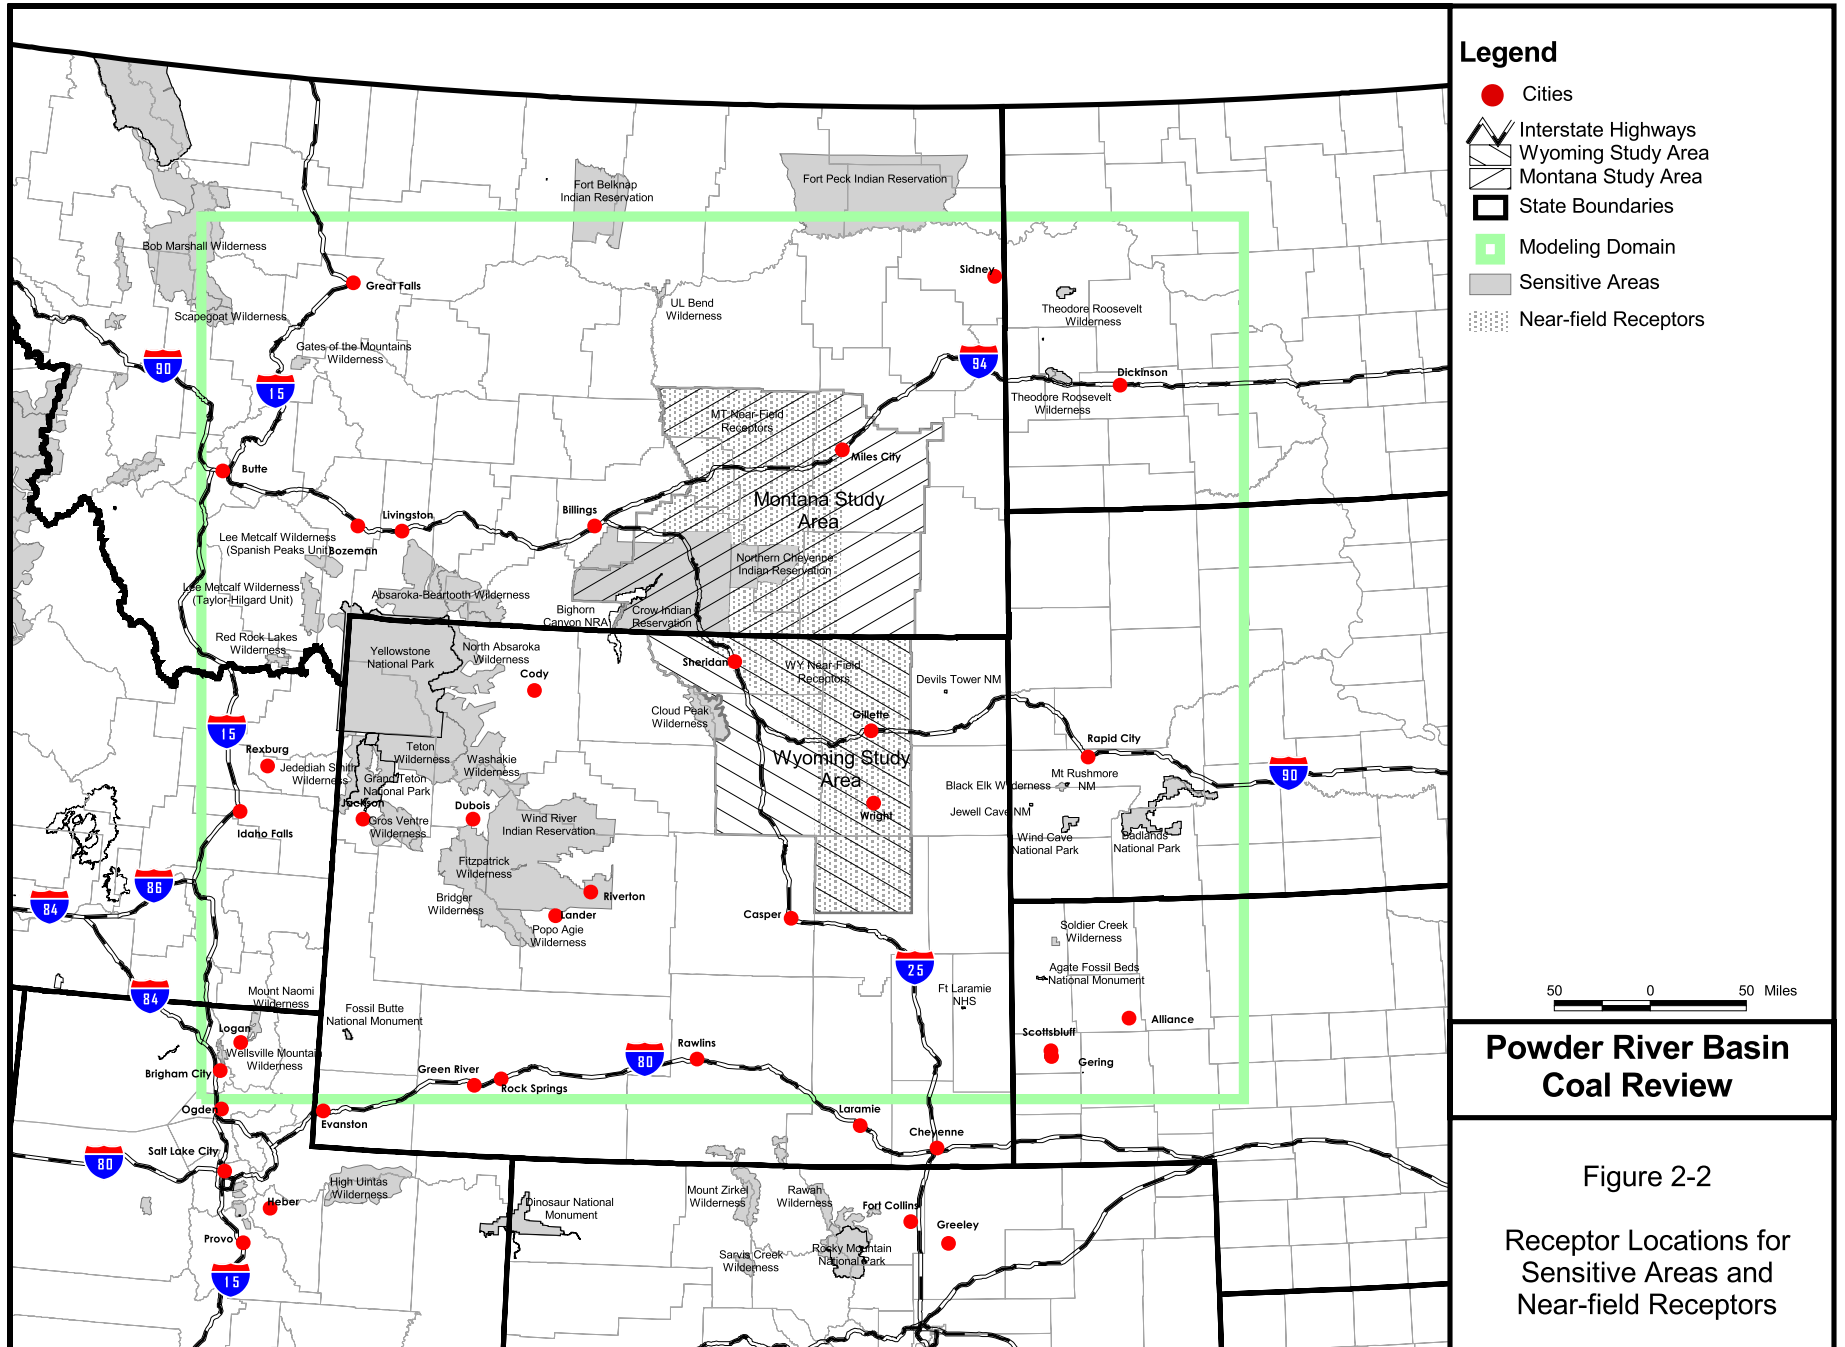 Fort Belknap
Indian Reservation
Fort Peck Indian Reservation
Bob Marshall Wilderness
Great Falls
Sidney
Scapegoat Wilderness
UL Bend
Wilderness
Theodore Roosevelt
Wilderness
Gates of the Mountains
Wilderness
90
15
94
Dickinson
Theodore Roosevelt
Wilderness
MT Near-Field
Receptors
Miles City
Butte
Montana Study
Area
Livingston
Billings
Lee Metcalf Wilderness
(Spanish Peaks Unit)
Bozeman
Northern Cheyenne
Indian Reservation
Lee Metcalf Wilderness
(Taylor-Hilgard Unit)
Absaroka-Beartooth Wilderness
Bighorn
Canyon NRA
Crow Indian
Reservation
Red Rock Lakes
Wilderness
Yellowstone
National Park
North Absaroka
Wilderness
Cody
Sheridan
WY Near-Field
Receptors
Devils Tower NM
Cloud Peak
Wilderness
Gillette
15
Rexburg
Jedediah Smith
Wilderness
Teton
Wilderness
Washakie
Wilderness
Grand Teton
National Park
Wyoming Study
Area
Rapid City
90
Black Elk Wilderness
Mt Rushmore
NM
Jewell Cave NM
Jackson
Gros Ventre
Wilderness
Dubois
Wind River
Indian Reservation
Wright
Idaho Falls
Wind Cave
National Park
Badlands
National Park
Fitzpatrick
Wilderness
86
84
Bridger
Wilderness
Riverton
Lander
Popo Agie
Wilderness
Casper
Soldier Creek
Wilderness
25
Agate Fossil Beds
National Monument
84
Mount Naomi
Wilderness
Fossil Butte
National Monument
Ft Laramie
NHS
Alliance
Logan
Scottsbluff
Gering
Wellsville Mountain
Wilderness
Brigham City
Green River
Rock Springs
80
Rawlins
Ogden
Evanston
Laramie
Cheyenne
80
Salt Lake City
High Uintas
Wilderness
Heber
Dinosaur National
Monument
Mount Zirkel
Wilderness
Rawah
Wilderness
Fort Collins
Greeley
Provo
Sarvis Creek
Wilderness
Rocky Mountain
National Park
15
Legend
Cities
Interstate Highways
Wyoming Study Area
Montana Study Area
State Boundaries
Modeling Domain
Sensitive Areas
Near-field Receptors
50 0 50 Miles
Powder River Basin
Coal Review
Figure 2-2
Receptor Locations for
Sensitive Areas and
Near-field Receptors